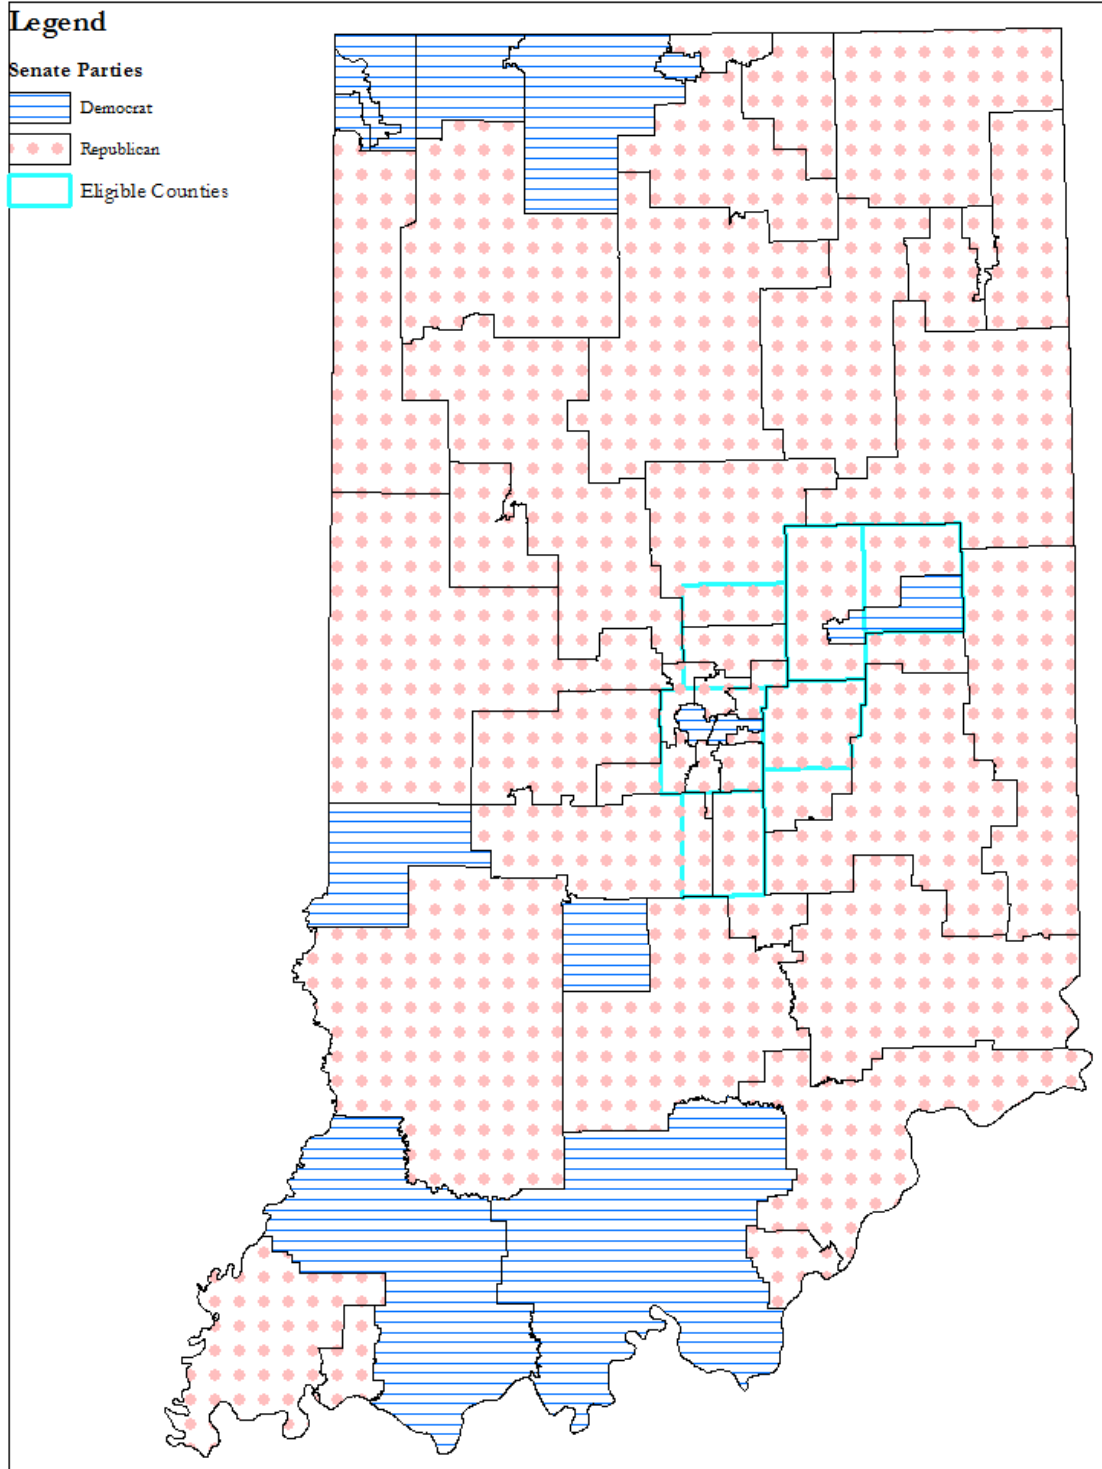 Legend
Senate Parties
Democrat
Republican
Eligible Counties